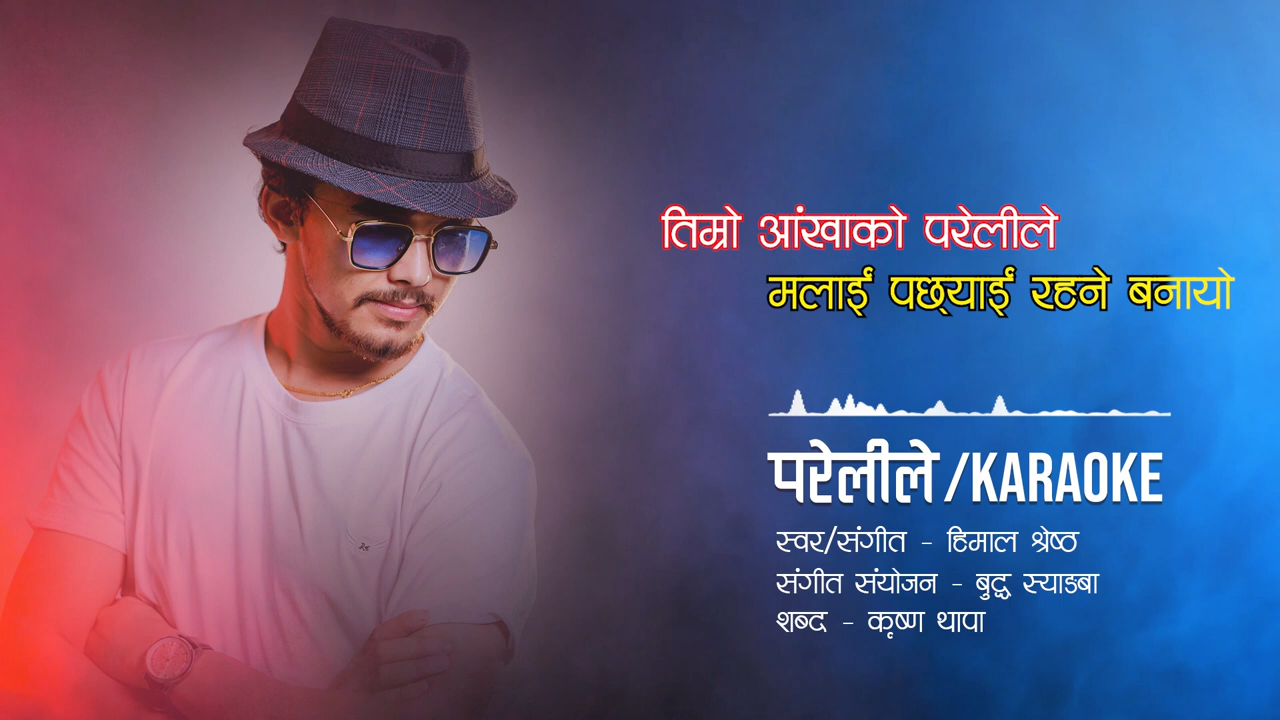 तिम्रो आंखाको परेलीले
मलाई पछ्याई रहने बनायो
परेलीले /KARAOKE
स्वर/संगीत - हिमाल श्रेष्ठ
संगीत संयोजन - बुद्ध स्याङबा
शब्द - कृष्ण थापा